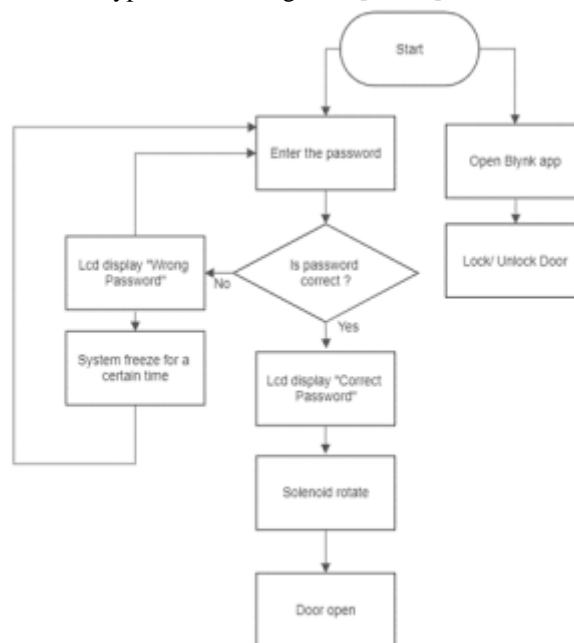 Start
Enter the password
Open Blynk app
Lcd display "Wrong
Password"
No
Is password
correct ?
Lock/ Unlock Door
Yes
System freeze for a
certain time
Lcd display "Correct
Password"
Solenoid rotate
Door open